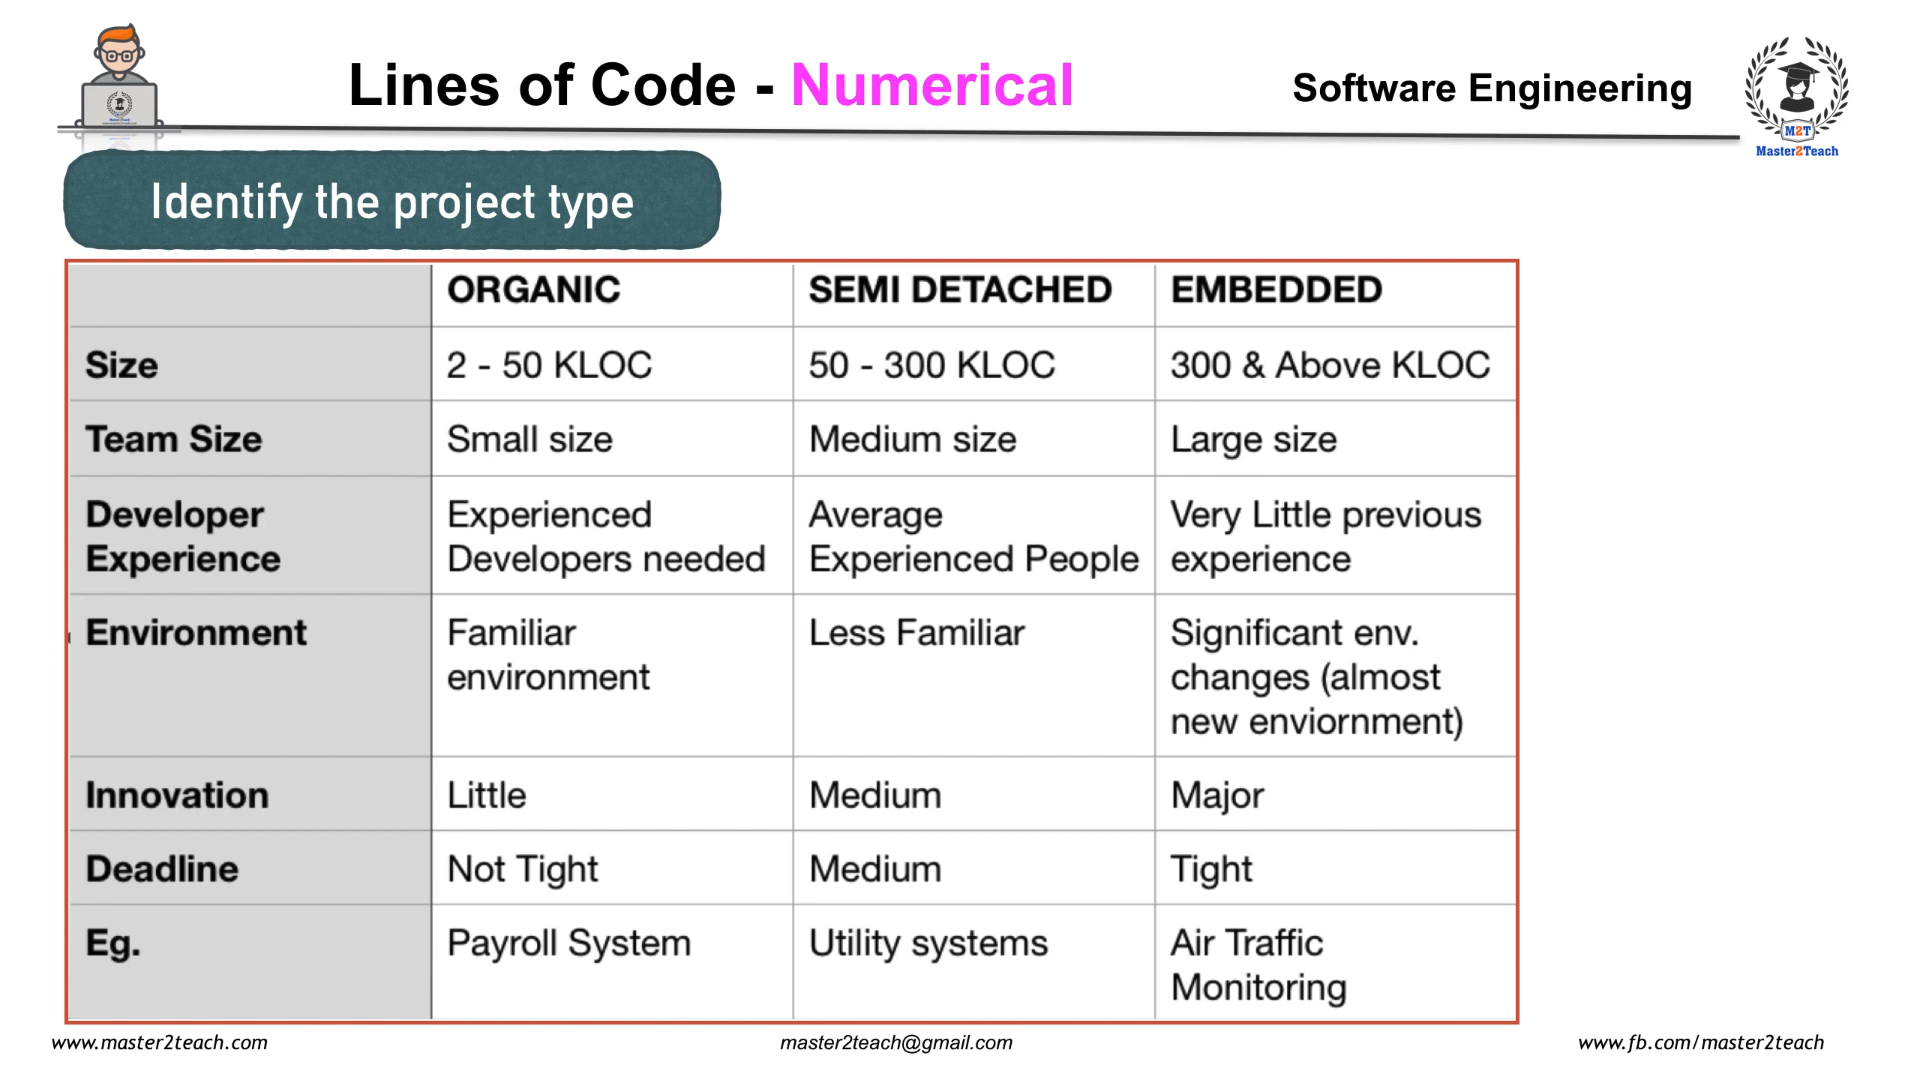 Lines of Code - Numerical
Software Engineering
M2T
Master2Teach
Identify the project type
ORGANIC SEMI DETACHED EMBEDDED
Size 2 - 50 KLOC 50 - 300 KLOC 300 & Above KLOC
Team Size Small size Medium size Large size
Developer Experience Experienced Developers needed Average Experienced People Very Little previous experience
Environment Familiar environment Less Familiar Significant env. changes (almost new enviornment)
Innovation Little Medium Major
Deadline Not Tight Medium Tight
Eg. Payroll System Utility systems Air Traffic Monitoring
www.master2teach.com master2teach@gmail.com www.fb.com/master2teach